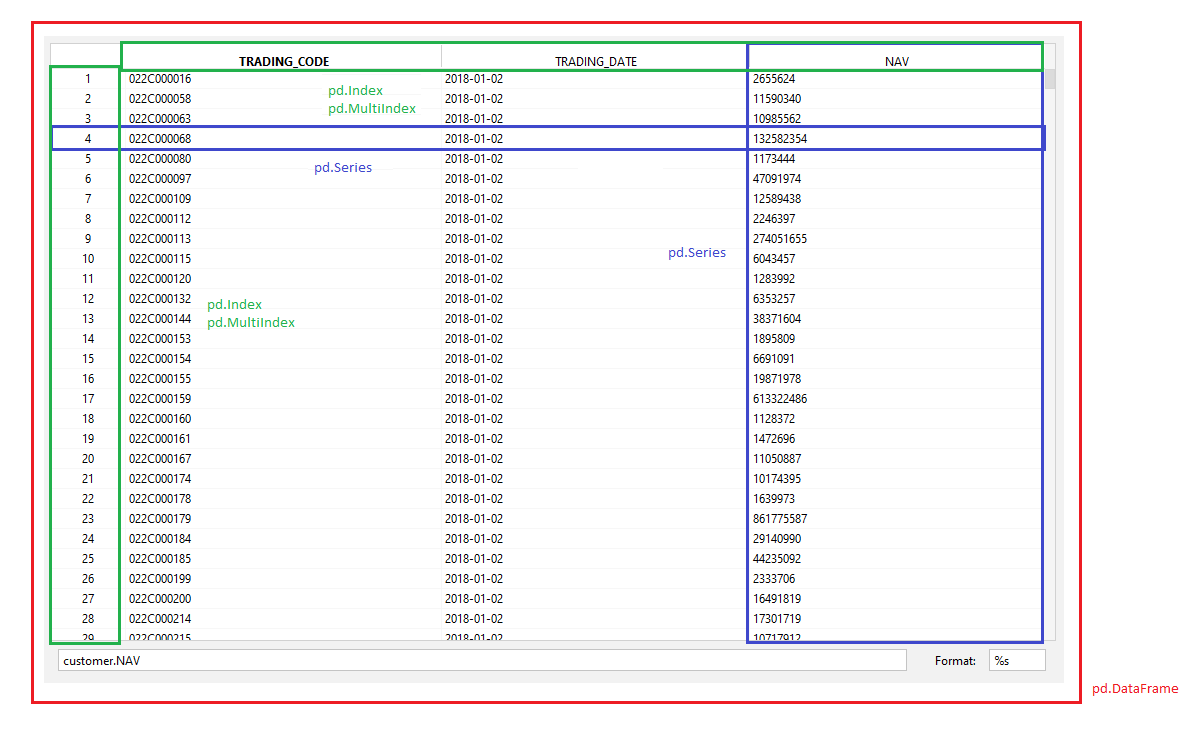 TRADING_CODE TRADING_DATE NAV
1 022C000016 2018-01-02 2655624
pd.Index
2 022C000058 2018-01-02 11590340
pd.MultiIndex
3 022C000063 2018-01-02 10985562
4 022C000068 2018-01-02 132582354
5 022C000080 2018-01-02 1173444
pd.Series
6 022C000097 2018-01-02 47091974
7 022C000109 2018-01-02 12589438
8 022C000112 2018-01-02 2246397
9 022C000113 2018-01-02 274051655
pd.Series
10 022C000115 2018-01-02 6043457
11 022C000120 2018-01-02 1283992
12 022C000132 2018-01-02 6353257
pd.Index
13 022C000144 2018-01-02 38371604
pd.MultiIndex
14 022C000153 2018-01-02 1895809
15 022C000154 2018-01-02 6691091
16 022C000155 2018-01-02 19871978
17 022C000159 2018-01-02 613322486
18 022C000160 2018-01-02 1128372
19 022C000161 2018-01-02 1472696
20 022C000167 2018-01-02 11050887
21 022C000174 2018-01-02 10174395
22 022C000178 2018-01-02 1639973
23 022C000179 2018-01-02 861775587
24 022C000184 2018-01-02 29140990
25 022C000185 2018-01-02 44235092
26 022C000199 2018-01-02 2333706
27 022C000200 2018-01-02 16491819
28 022C000214 2018-01-02 17301719
29 022C000215 2018-01-02 10717912
customer.NAV Format: %s
pd.DataFrame